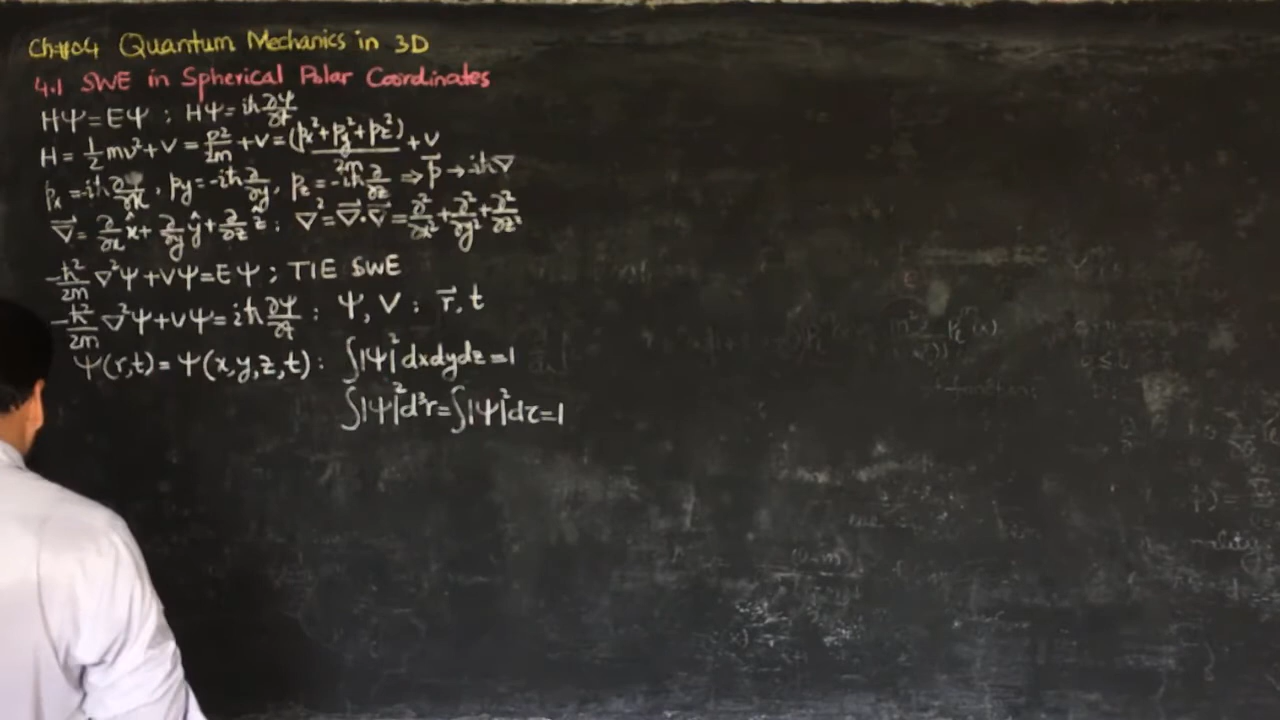 Ch#04 Quantum Mechanics in 3D
4.1 SWE in Spherical Polar Coordinates
HΨ=EΨ ; HΨ=iħ ∂Ψ/∂t
H = 1/2 mv²+V = p²/2m +V = (px²+py²+pz²)/2m + V
px = -iħ ∂/∂x , py = -iħ ∂/∂y , pz = -iħ ∂/∂z ⇒ p⃗ → -iħ∇
∇⃗ = ∂/∂x x̂ + ∂/∂y ŷ + ∂/∂z ẑ ; ∇² = ∇⃗·∇⃗ = ∂²/∂x² + ∂²/∂y² + ∂²/∂z²
-ħ²/2m ∇²Ψ+VΨ=EΨ ; TIE SWE
-ħ²/2m ∇²Ψ+VΨ=iħ ∂Ψ/∂t : Ψ, V : r⃗, t
Ψ(r,t) = Ψ(x,y,z,t) : ∫|Ψ|² dxdydz=1
∫|Ψ|² d³r = ∫|Ψ|² dτ=1